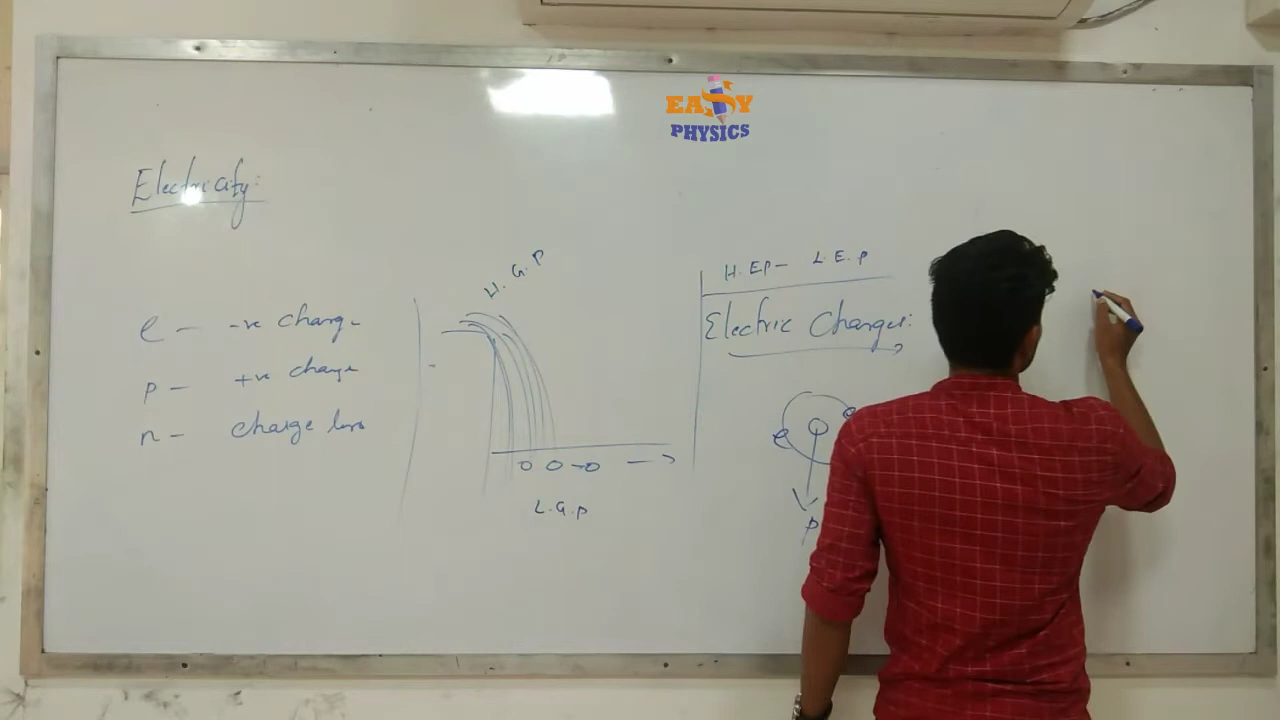 EASY
PHYSICS
Electricity:
e – -ve charge
p – +ve charge
n – charge less
H.G.P
L.G.P
H.EP – L.E.P
Electric Charges:
e
e
P